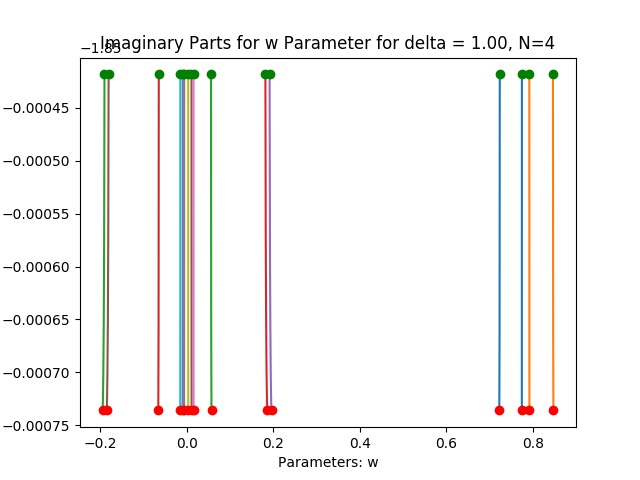 Imaginary Parts for w Parameter for delta = 1.00, N=4
−1.83
−0.00045
−0.00050
−0.00055
−0.00060
−0.00065
−0.00070
−0.00075
−0.2 0.0 0.2 0.4 0.6 0.8
Parameters: w